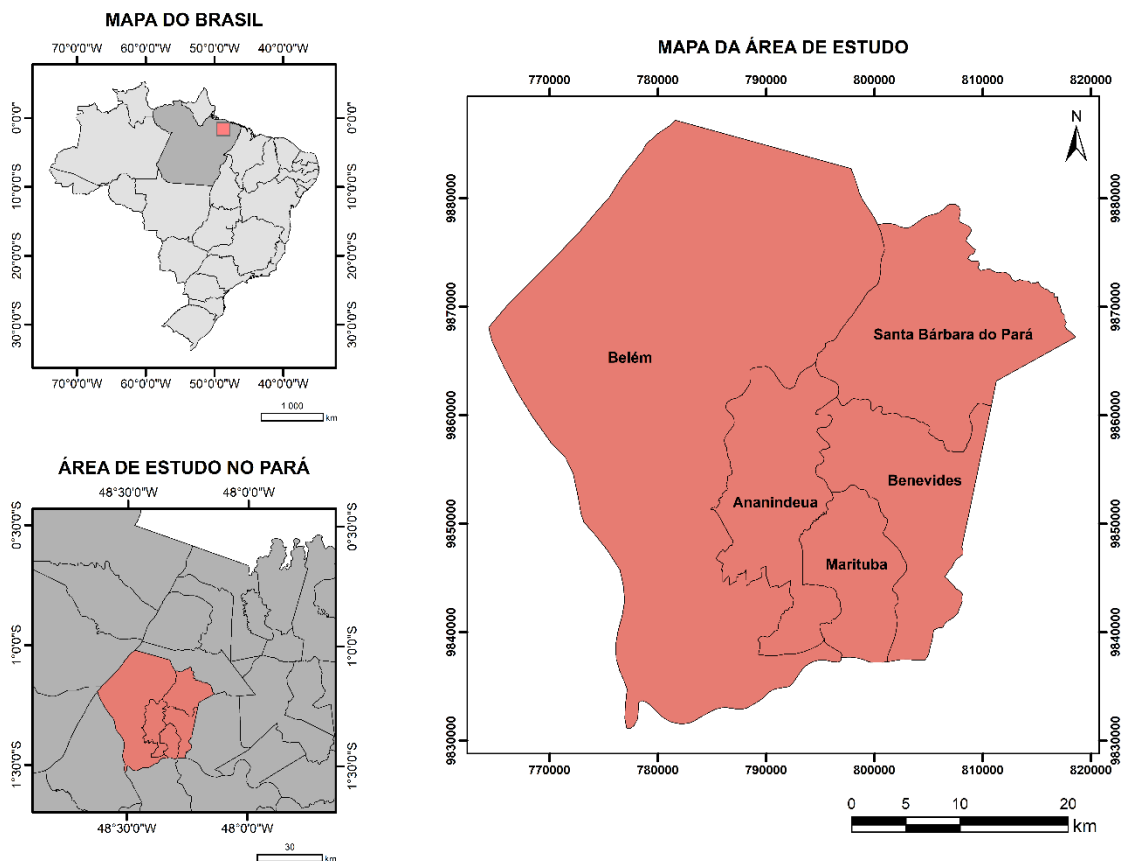 MAPA DO BRASIL
70°0'0"W 60°0'0"W 50°0'0"W 40°0'0"W
0°0'0" 0°0'0"
10°0'0"S 10°0'0"S
20°0'0"S 20°0'0"S
30°0'0"S 30°0'0"S
70°0'0"W 60°0'0"W 50°0'0"W 40°0'0"W
1 000
km
ÁREA DE ESTUDO NO PARÁ
48°30'0"W 48°0'0"W
0°30'0"S 0°30'0"S
1°0'0"S 1°0'0"S
1°30'0"S 1°30'0"S
48°30'0"W 48°0'0"W
30
km
MAPA DA ÁREA DE ESTUDO
770000 780000 790000 800000 810000 820000
N
9880000 9880000
9870000 9870000
Santa Bárbara do Pará
Belém
9860000 9860000
Benevides
Ananindeua
9850000 9850000
Marituba
9840000 9840000
9830000 9830000
770000 780000 790000 800000 810000 820000
0 5 10 20
km